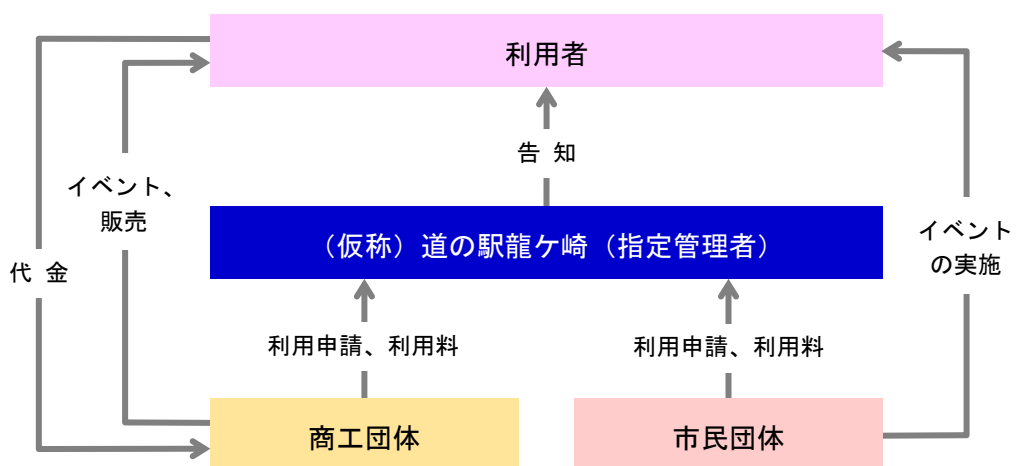 利用者
告 知
イベント、
販売
（仮称）道の駅龍ケ崎（指定管理者）
イベント
の実施
代 金
利用申請、利用料
利用申請、利用料
商工団体
市民団体